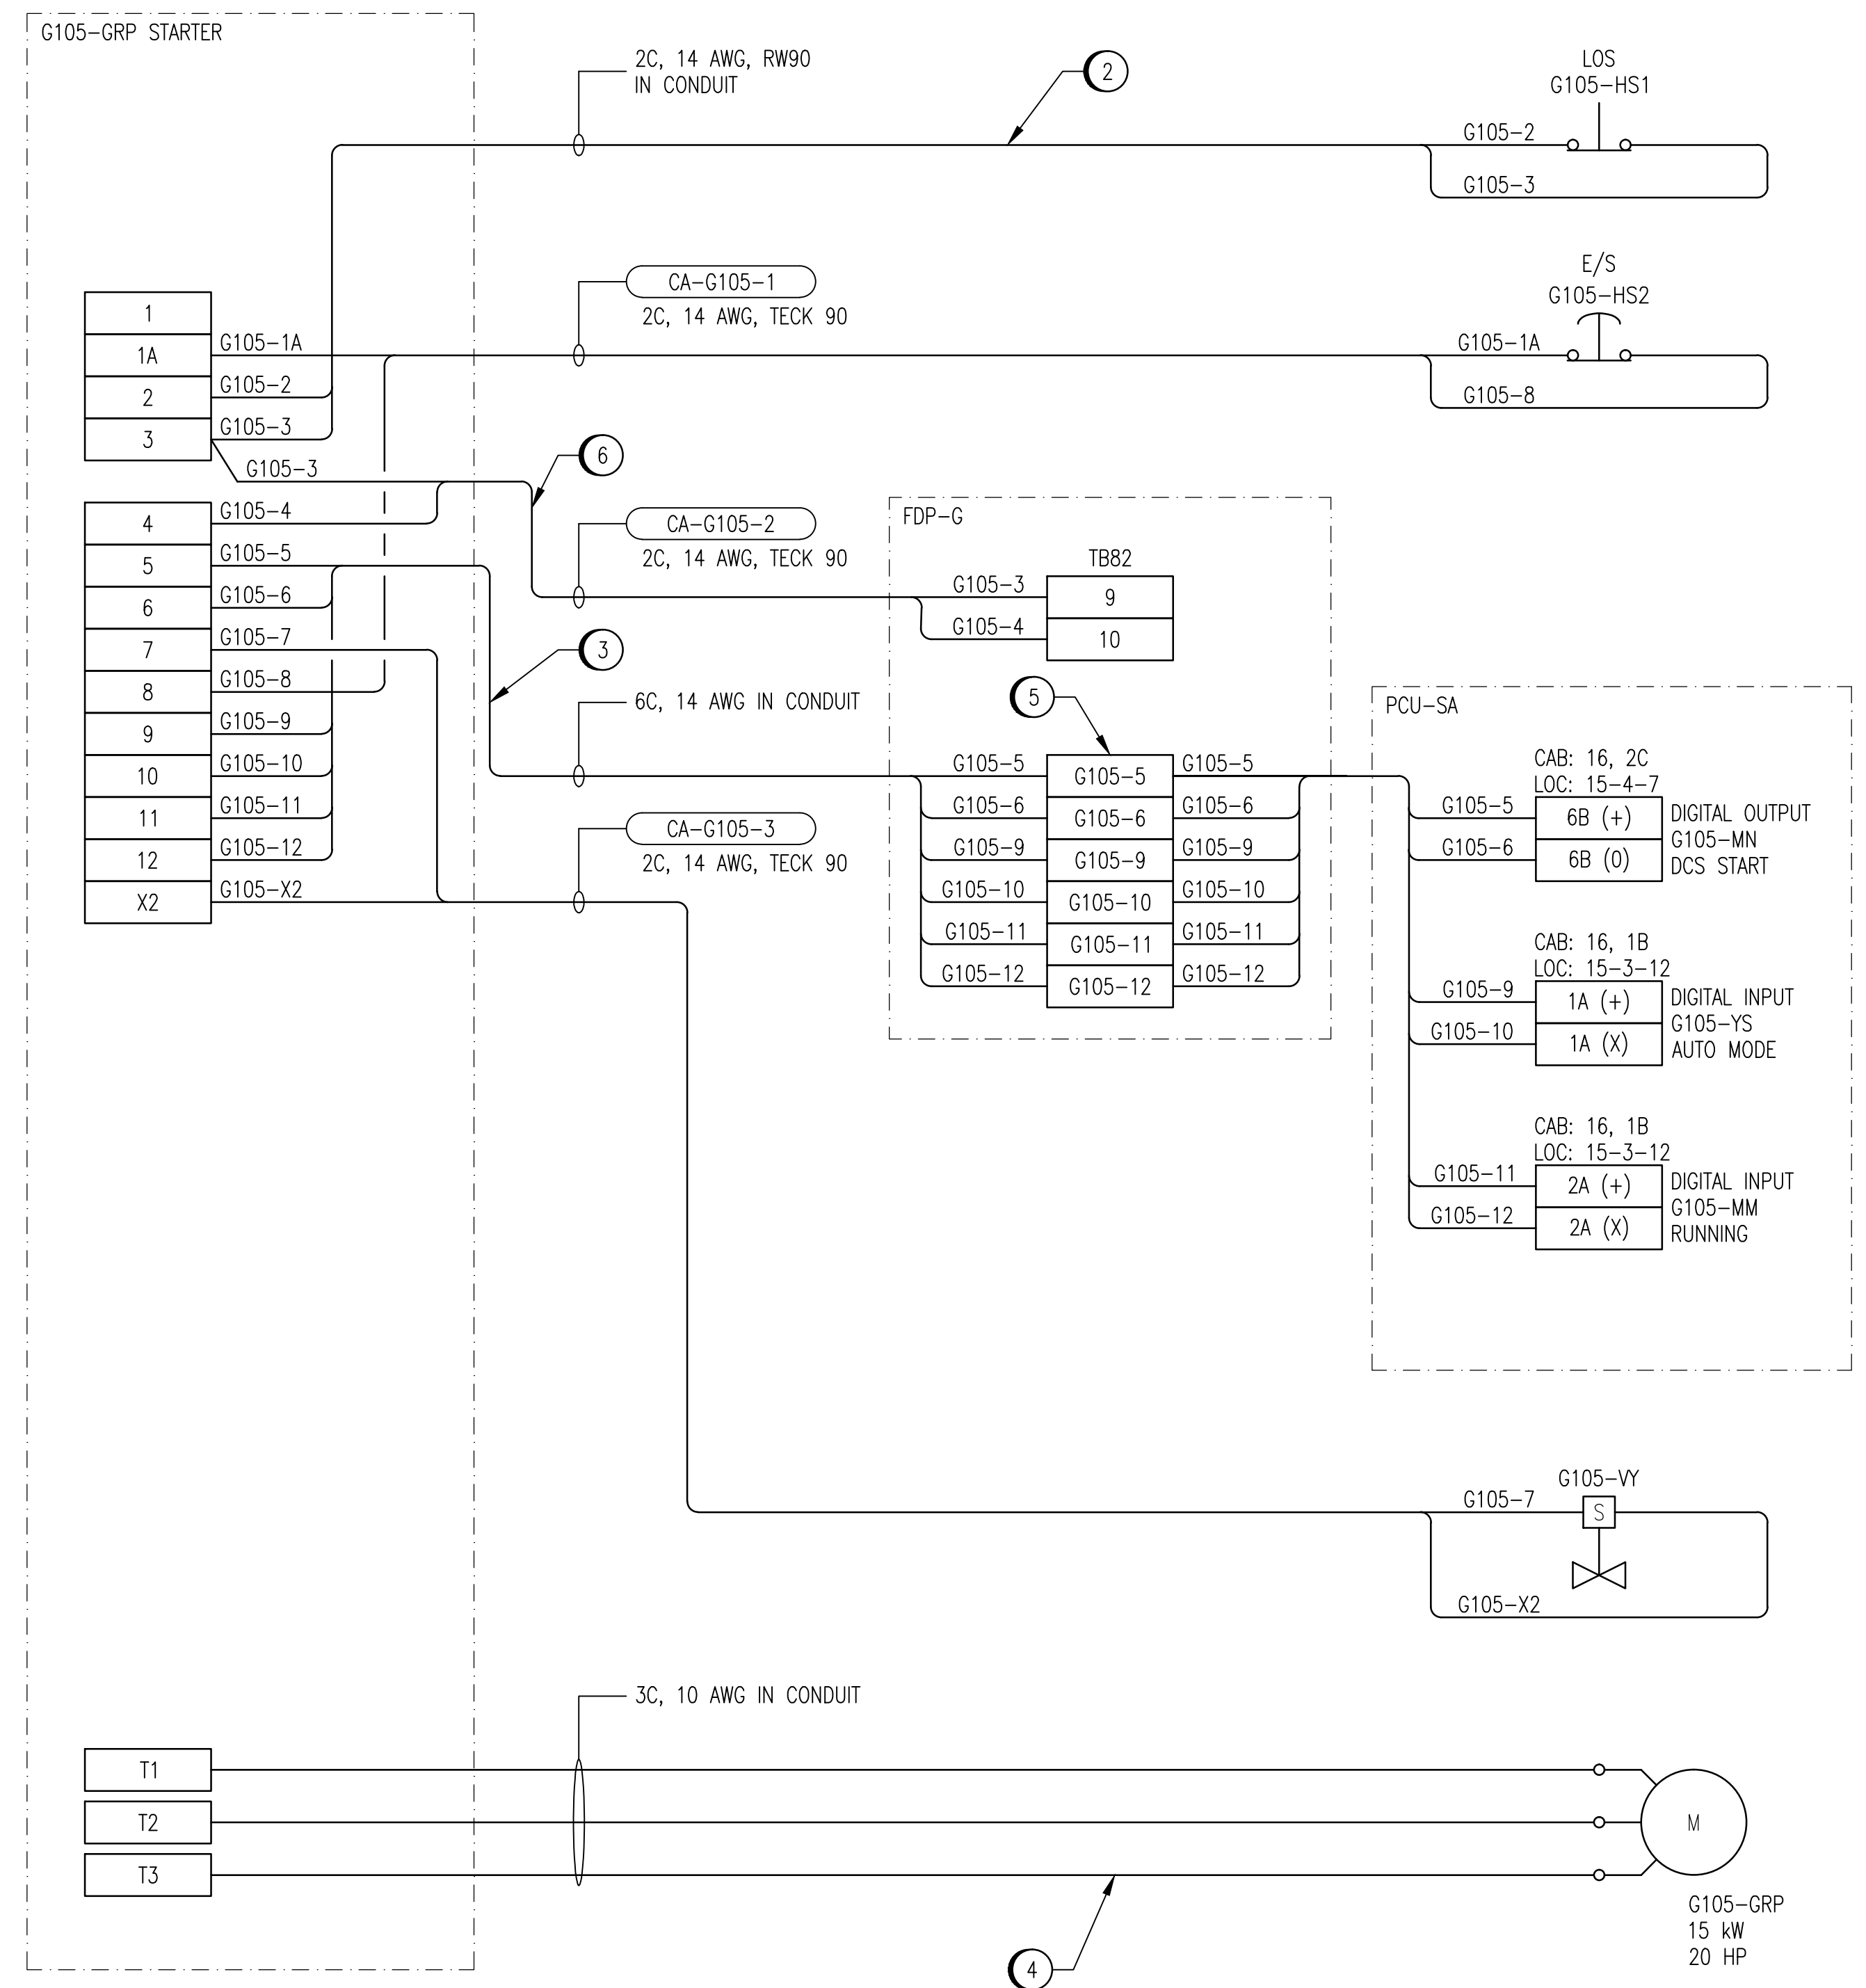 G105-GRP STARTER
2C, 14 AWG, RW90
IN CONDUIT
2
LOS
G105-HS1
G105-2
G105-3
CA-G105-1
2C, 14 AWG, TECK 90
E/S
G105-HS2
G105-1A
G105-8
1
1A
2
3
G105-1A
G105-2
G105-3
G105-3
6
4
5
6
7
8
9
10
11
12
X2
G105-4
G105-5
G105-6
G105-7
G105-8
G105-9
G105-10
G105-11
G105-12
G105-X2
CA-G105-2
2C, 14 AWG, TECK 90
3
6C, 14 AWG IN CONDUIT
CA-G105-3
2C, 14 AWG, TECK 90
FDP-G
TB82
G105-3
9
G105-4
10
5
G105-5
G105-5
G105-5
G105-6
G105-6
G105-6
G105-9
G105-9
G105-9
G105-10
G105-10
G105-10
G105-11
G105-11
G105-11
G105-12
G105-12
G105-12
PCU-SA
CAB: 16, 2C
LOC: 15-4-7
G105-5
6B (+)
G105-6
6B (0)
DIGITAL OUTPUT
G105-MN
DCS START
CAB: 16, 1B
LOC: 15-3-12
G105-9
1A (+)
G105-10
1A (X)
DIGITAL INPUT
G105-YS
AUTO MODE
CAB: 16, 1B
LOC: 15-3-12
G105-11
2A (+)
G105-12
2A (X)
DIGITAL INPUT
G105-MM
RUNNING
G105-VY
G105-7
S
G105-X2
3C, 10 AWG IN CONDUIT
T1
T2
T3
M
4
G105-GRP
15 kW
20 HP